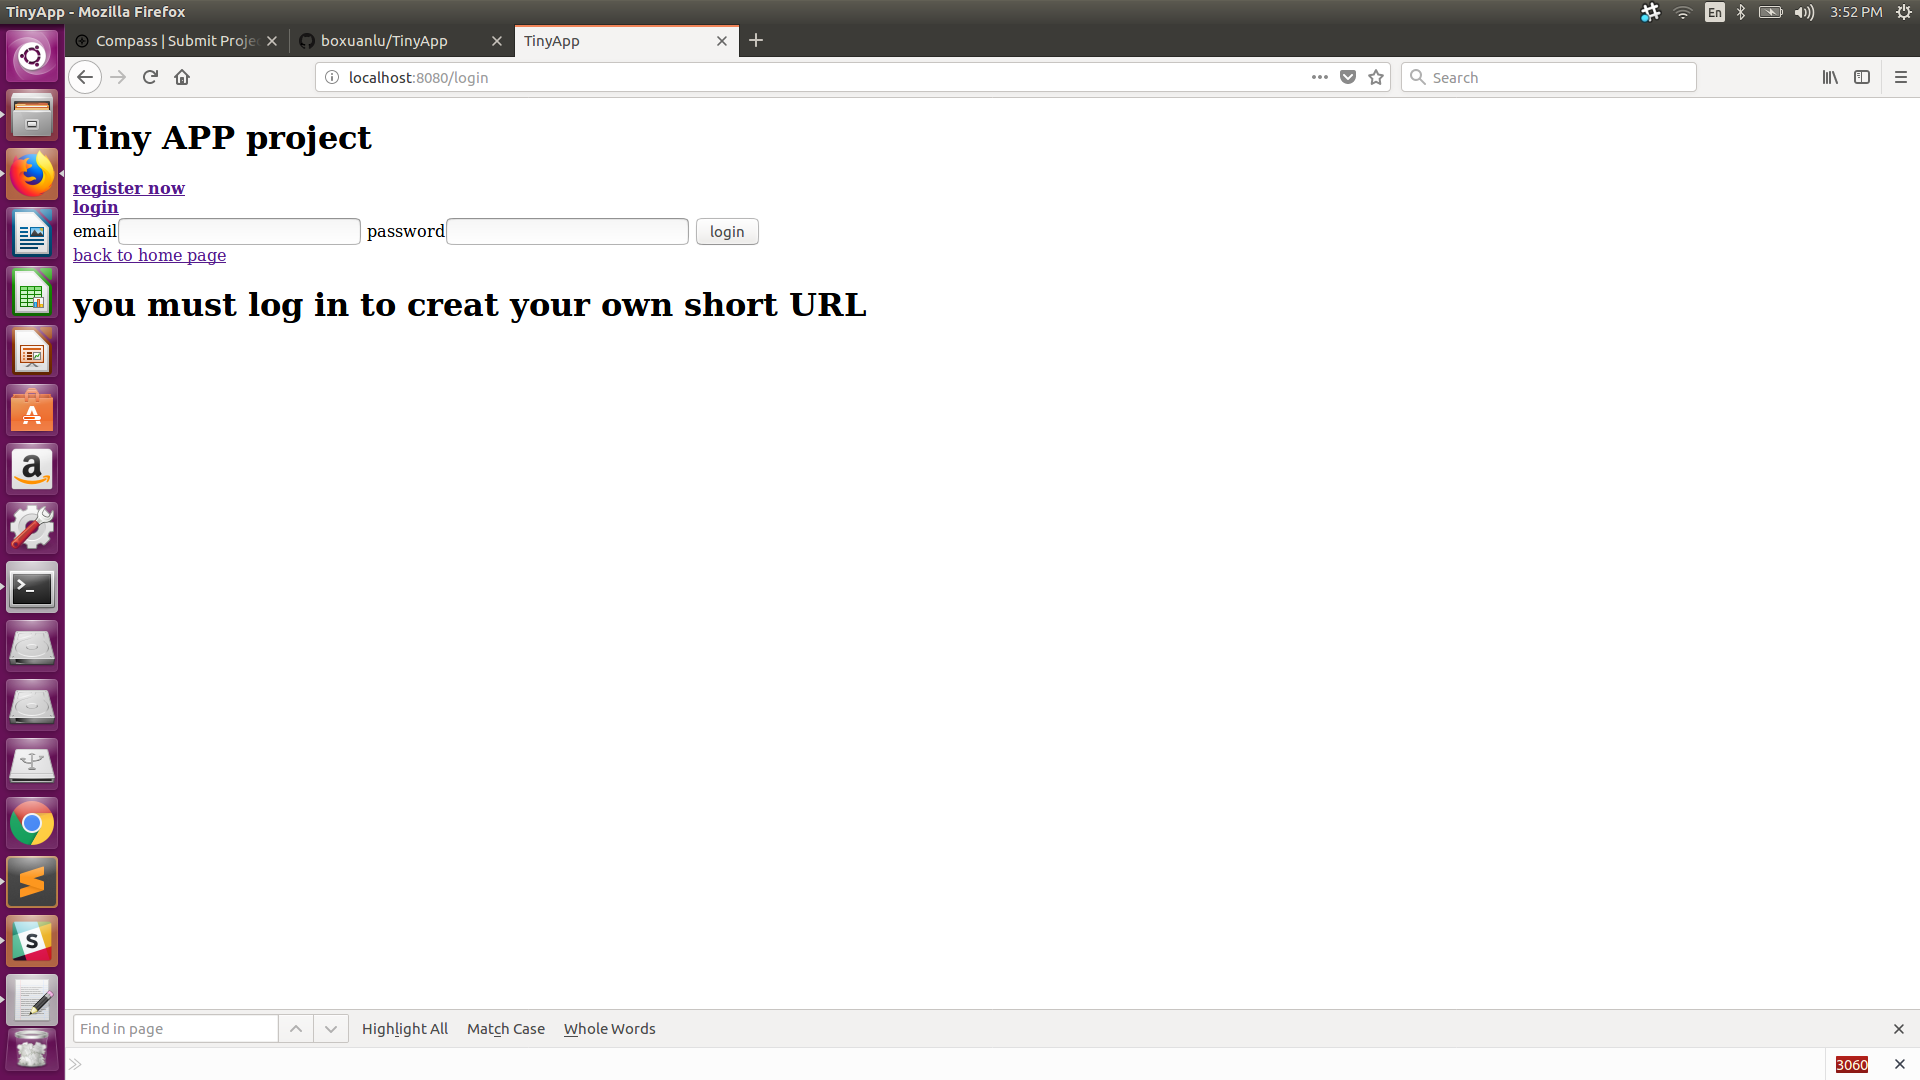 TinyApp - Mozilla Firefox
En
3:52 PM
Compass | Submit Proje
boxuanlu/TinyApp
TinyApp
localhost:8080/login
Search
Tiny APP project
register now
login
email password login
back to home page
you must log in to creat your own short URL
Find in page Highlight All Match Case Whole Words
3060